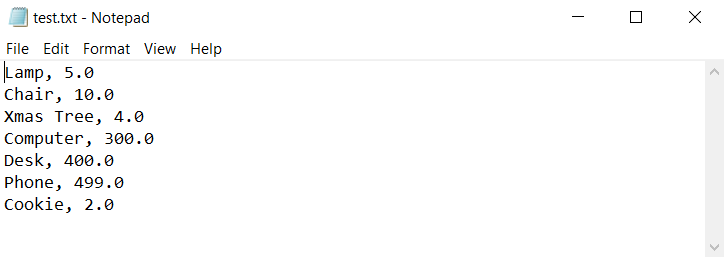 test.txt - Notepad
File Edit Format View Help
Lamp, 5.0
Chair, 10.0
Xmas Tree, 4.0
Computer, 300.0
Desk, 400.0
Phone, 499.0
Cookie, 2.0